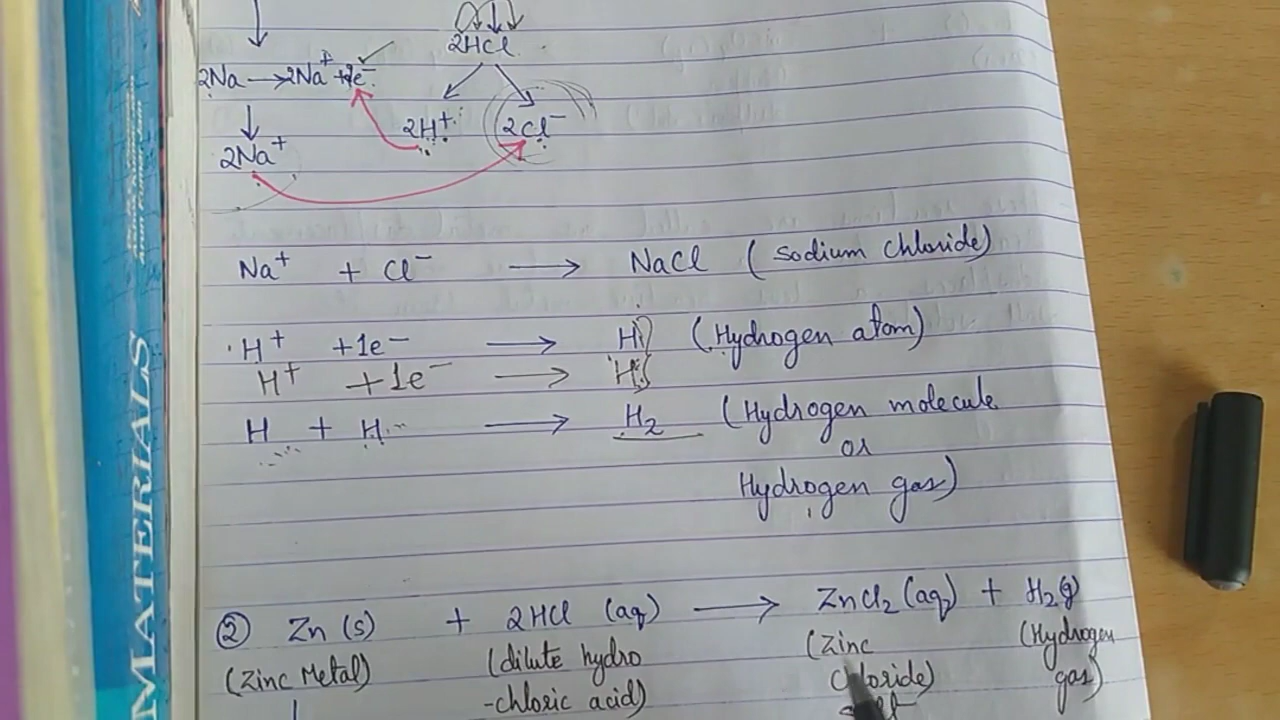 2HCl
2Na → 2Na⁺ + 2e⁻
2H⁺ 2Cl⁻
2Na⁺
Na⁺ + Cl⁻ → NaCl (Sodium chloride)
H⁺ +1e⁻ → H (Hydrogen atom)
H⁺ +1e⁻ → H
H + H → H₂ (Hydrogen molecule
or
Hydrogen gas)
② Zn (s) + 2HCl (aq) → ZnCl₂ (aq) + H₂(g)
(Zinc Metal) (dilute hydro (Zinc (Hydrogen
-chloric acid) chloride) gas)
MATERIALS